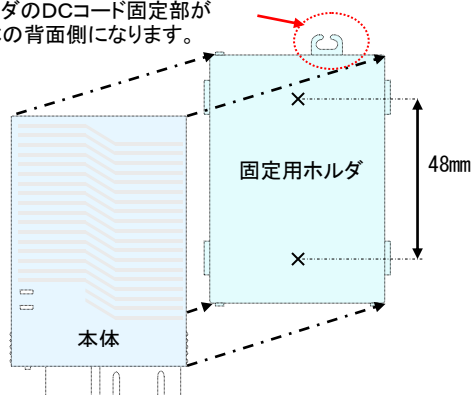 ダのDCコード固定部が
の背面側になります。
固定用ホルダ
48mm
本体